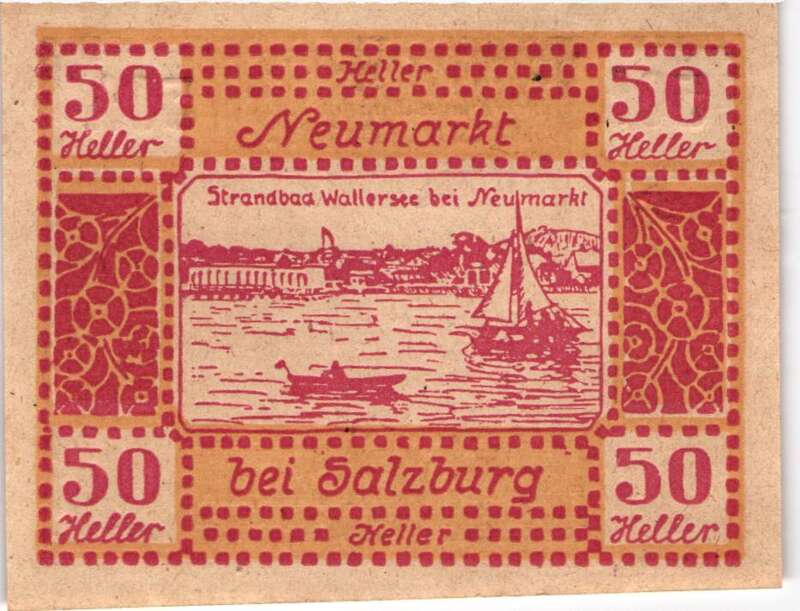 50 Heller 50
Heller Heller
Neumarkt
Strandbad Wallersee bei Neumarkt
50 bei Salzburg 50
Heller Heller Heller